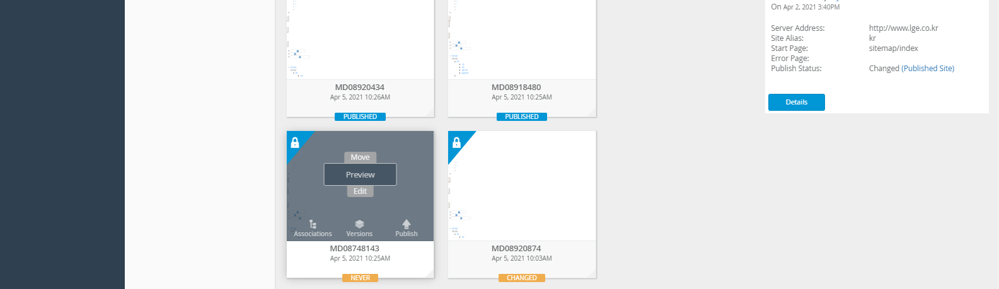 On Apr 2, 2021 3:40PM
Server Address: http://www.lge.co.kr
Site Alias: kr
Start Page: sitemap/index
Error Page:
Publish Status: Changed (Published Site)
Details
MD08920434
Apr 5, 2021 10:26AM
PUBLISHED
MD08918480
Apr 5, 2021 10:25AM
PUBLISHED
Move
Preview
Edit
Associations Versions Publish
MD08748143
Apr 5, 2021 10:25AM
NEVER
MD08920874
Apr 5, 2021 10:03AM
CHANGED